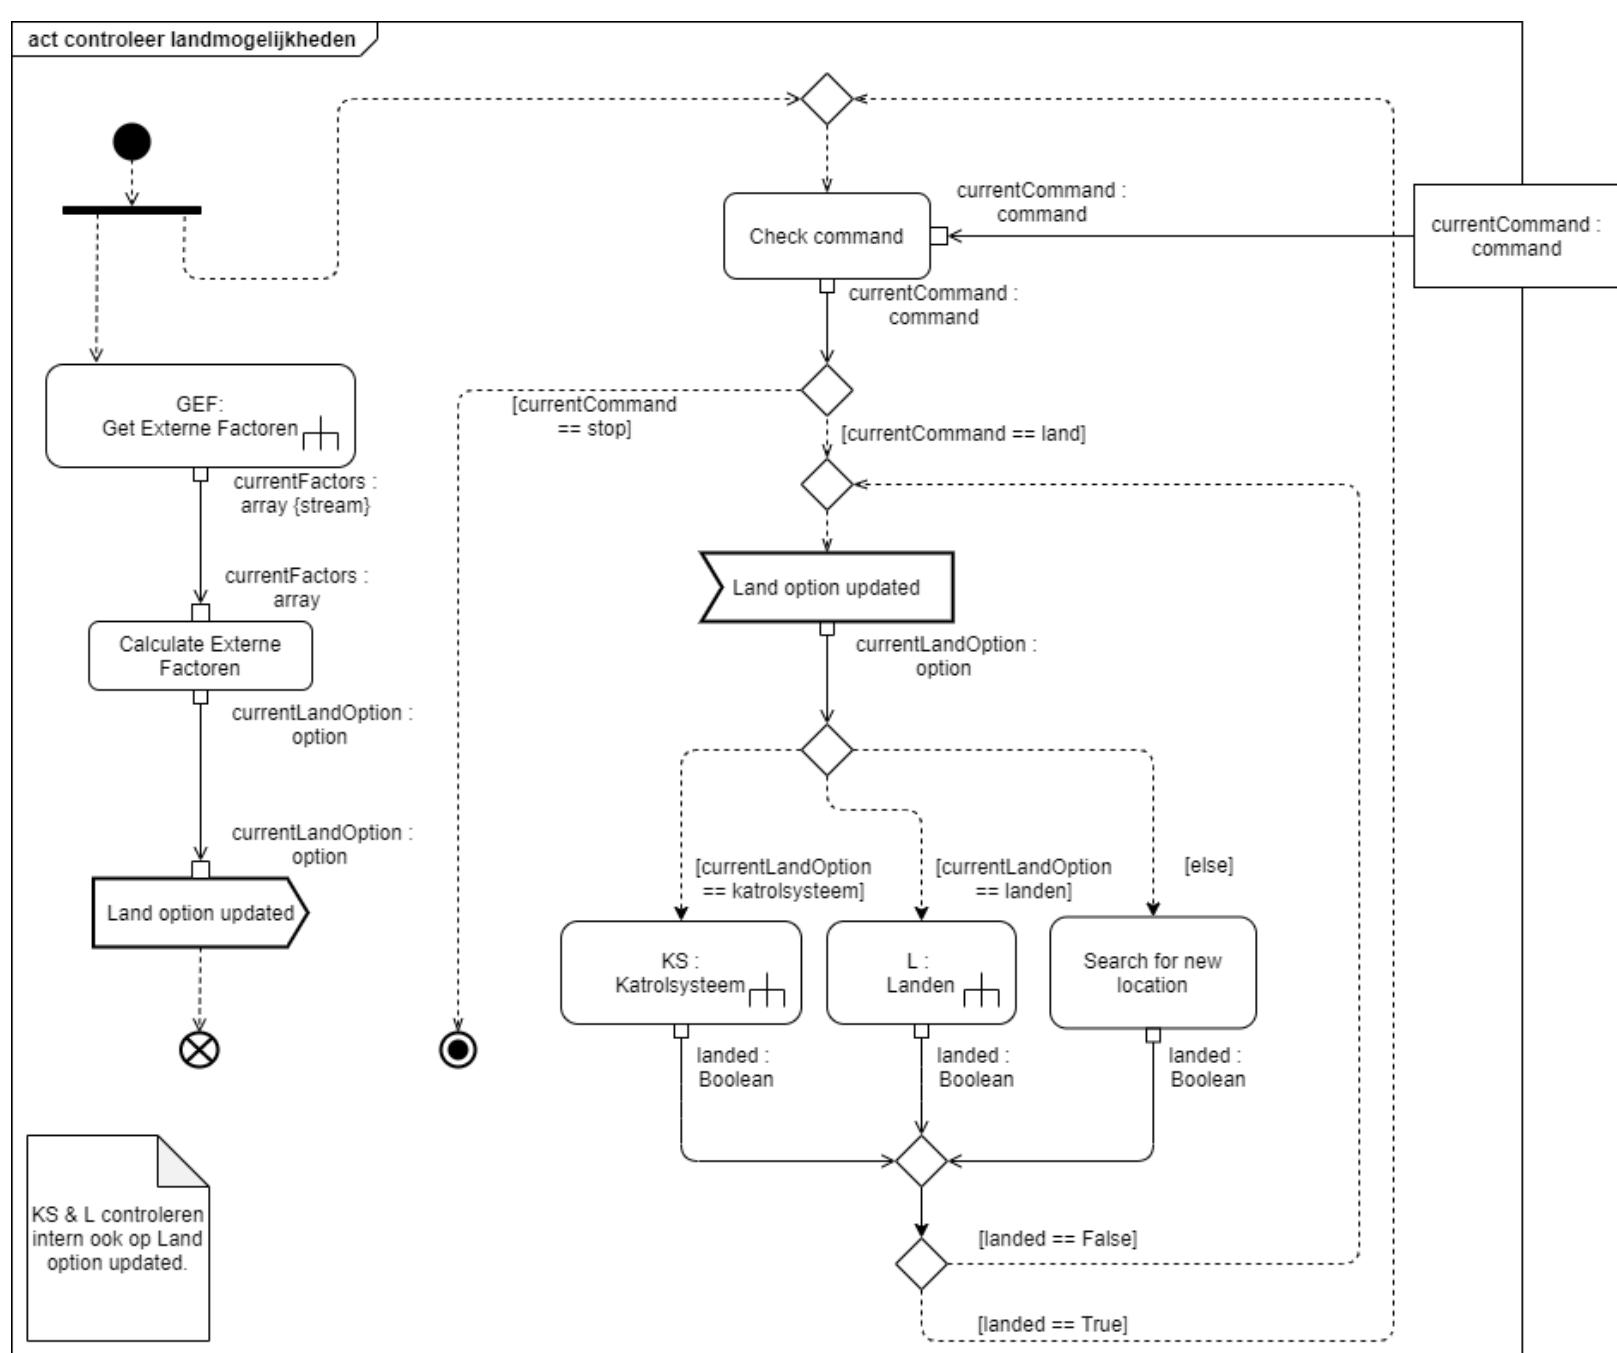 act controleer landmogelijkheden
currentCommand :
command
currentCommand :
command
Check command
currentCommand :
command
GEF:
Get Externe Factoren
[currentCommand
== stop]
[currentCommand == land]
currentFactors :
array {stream}
currentFactors :
array
Land option updated
Calculate Externe
Factoren
currentLandOption :
option
currentLandOption :
option
currentLandOption :
option
[currentLandOption
== katrolsysteem]
[currentLandOption
== landen]
[else]
Land option updated
KS :
Katrolsysteem
L :
Landen
Search for new
location
landed :
Boolean
landed :
Boolean
landed :
Boolean
KS & L controleren
intern ook op Land
option updated.
[landed == False]
[landed == True]